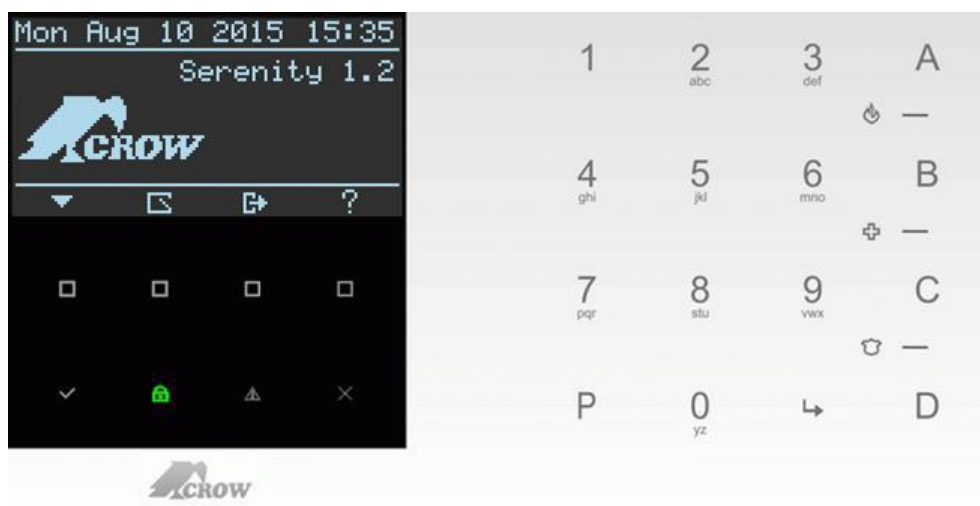 Mon Aug 10 2015 15:35
Serenity 1.2
CROW
?
1 2 3 A
abc def
4 5 6 B
ghi jkl mno
7 8 9 C
pqr stu vwx
P 0 D
yz
CROW